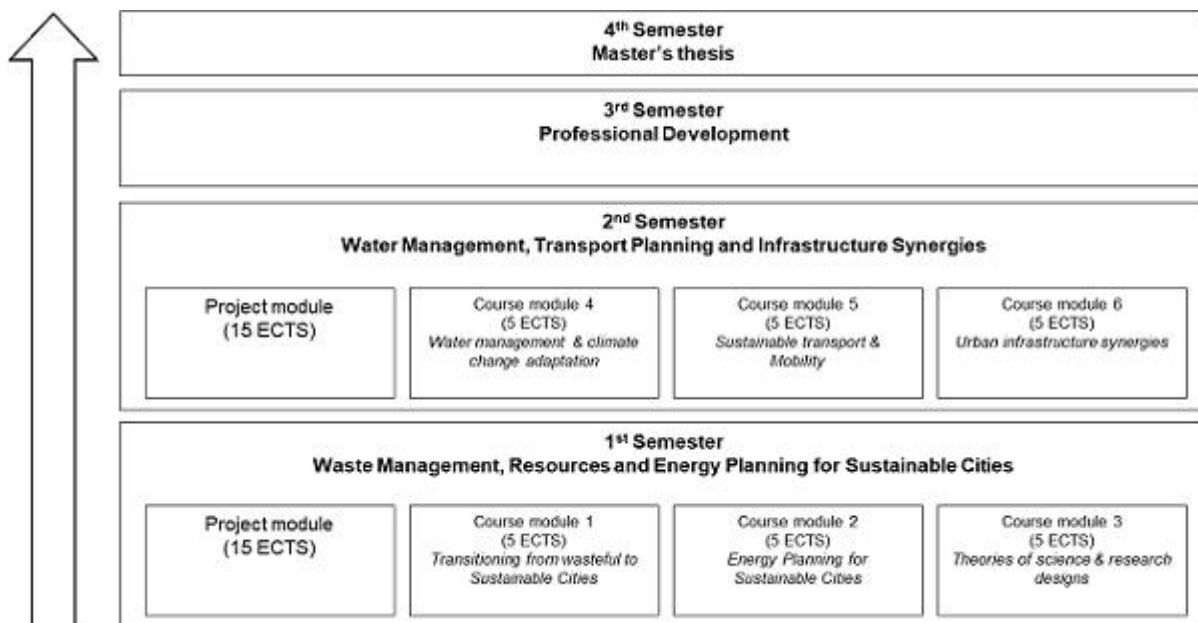 4th Semester
Master's thesis
3rd Semester
Professional Development
2nd Semester
Water Management, Transport Planning and Infrastructure Synergies
Project module
(15 ECTS)
Course module 4
(5 ECTS)
Water management & climate
change adaptation
Course module 5
(5 ECTS)
Sustainable transport &
Mobility
Course module 6
(5 ECTS)
Urban infrastructure synergies
1st Semester
Waste Management, Resources and Energy Planning for Sustainable Cities
Project module
(15 ECTS)
Course module 1
(5 ECTS)
Transitioning from wasteful to
Sustainable Cities
Course module 2
(5 ECTS)
Energy Planning for
Sustainable Cities
Course module 3
(5 ECTS)
Theories of science & research
designs